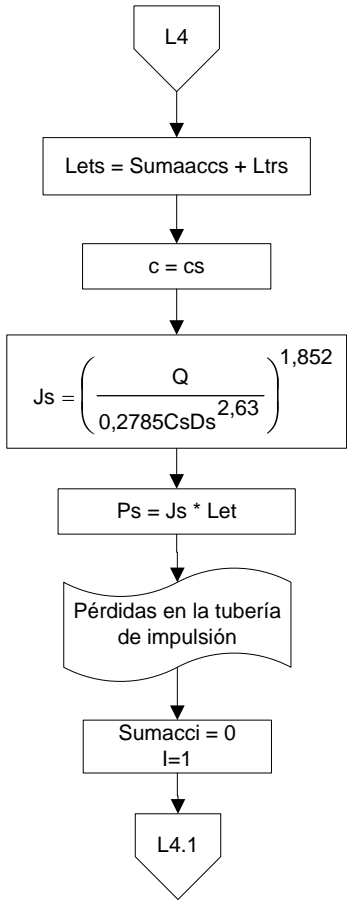 L4
Lets = Sumaaccs + Ltrs
c = cs
Js = (Q / 0,2785CsDs^2,63)^1,852
Ps = Js * Let
Pérdidas en la tubería
de impulsión
Sumacci = 0
I=1
L4.1